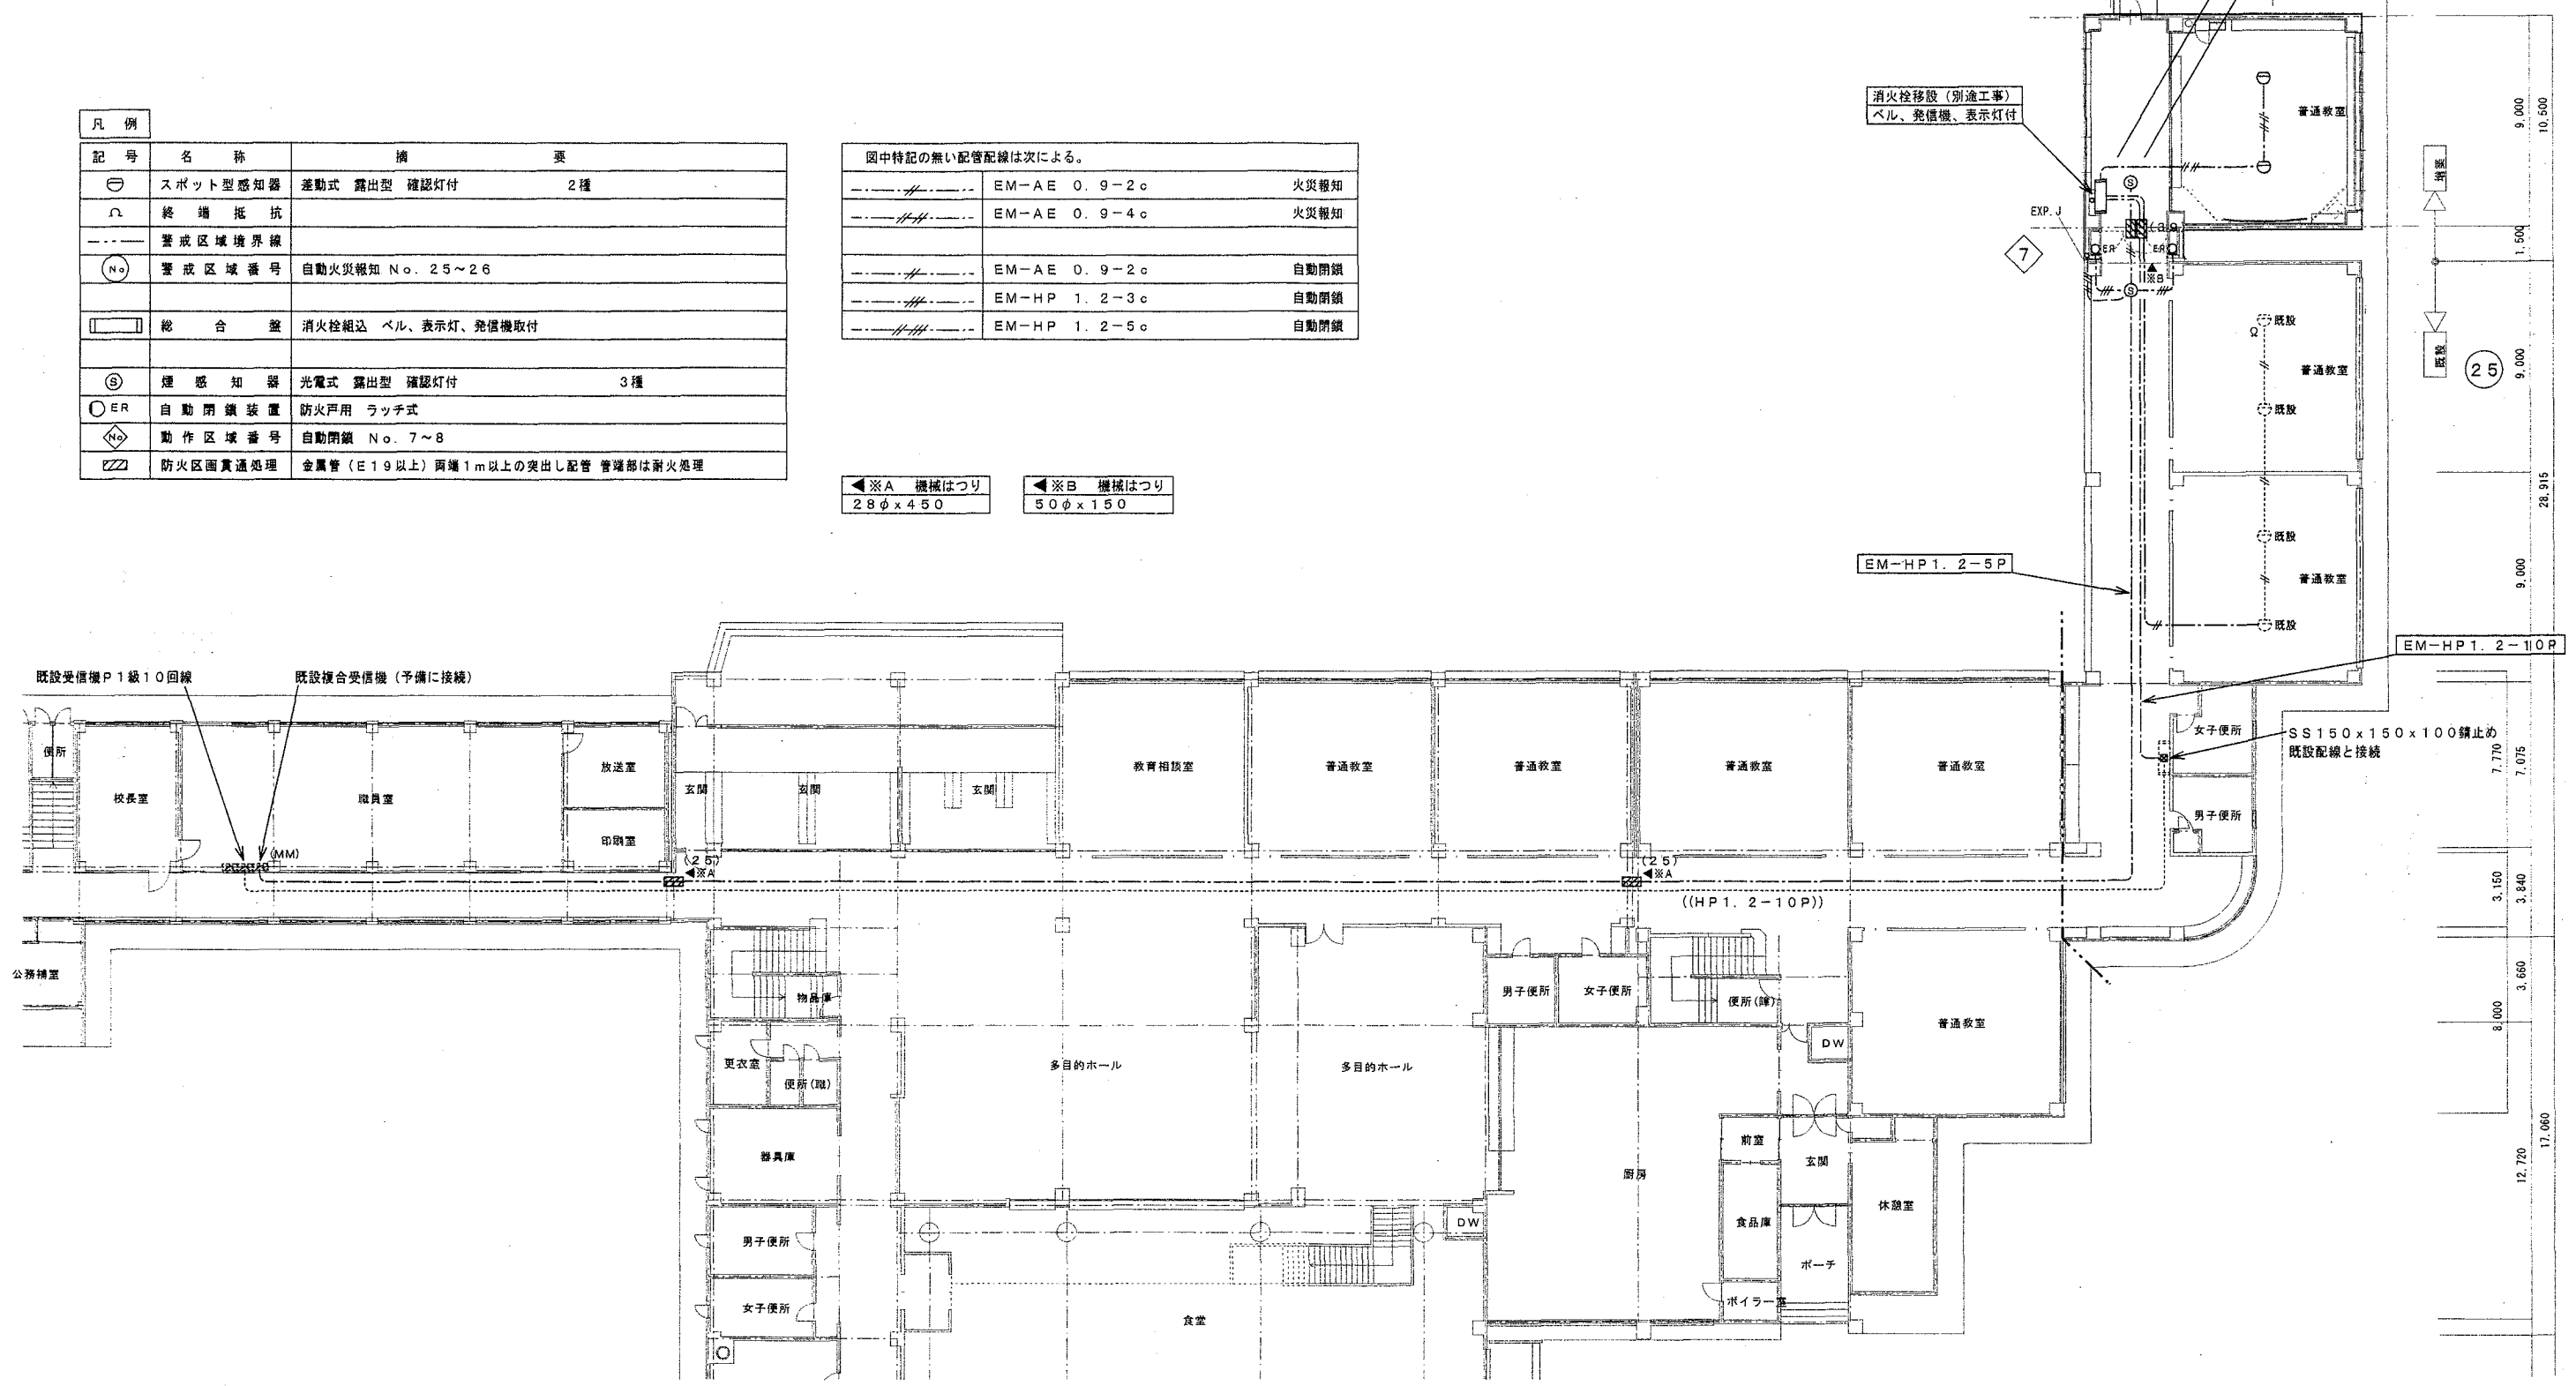 凡 例
記 号 名 称 摘 要
スポット型感知器 差動式 露出型 確認灯付 2種
Ω 終 端 抵 抗
警戒区域境界線
No 警戒区域番号 自動火災報知 No. 25~26
総 合 盤 消火栓組込 ベル、表示灯、発信機取付
S 煙 感 知 器 光電式 露出型 確認灯付 3種
ER 自動閉鎖装置 防火戸用 ラッチ式
No 動作区域番号 自動閉鎖 No. 7~8
防火区画貫通処理 金属管(E19以上)両端1m以上の突出し配管 管端部は耐火処理
図中特記の無い配管配線は次による。
EM-AE 0.9-2c 火災報知
EM-AE 0.9-4c 火災報知
EM-AE 0.9-2c 自動閉鎖
EM-HP 1.2-3c 自動閉鎖
EM-HP 1.2-5c 自動閉鎖
◀※A 機械はつり
28φx450
◀※B 機械はつり
50φx150
消火栓移設(別途工事)
ベル、発信機、表示灯付
普通教室
S
EXP.J
ER
ER
7
※B
S
既設
Ω
普通教室
既設
既設
普通教室
既設
増築
既設
25
9,000
10,500
1,500
9,000
28,915
9,000
7,770
7,075
3,150
3,840
3,660
8,000
12,720
17,060
EM-HP1.2-5P
EM-HP1.2-10P
SS150x150x100錆止め
既設配線と接続
女子便所
男子便所
既設受信機P1級10回線
既設複合受信機(予備に接続)
便所
校長室
職員室
放送室
印刷室
(MM)
玄関
玄関
玄関
教育相談室
普通教室
普通教室
普通教室
普通教室
(25)
◀※A
(25)
◀※A
((HP1.2-10P))
公務補室
物品庫
更衣室
便所(職)
器具庫
男子便所
女子便所
多目的ホール
多目的ホール
男子便所
女子便所
便所(障)
DW
普通教室
厨房
前室
玄関
食品庫
休憩室
ポーチ
ボイラー室
DW
食堂